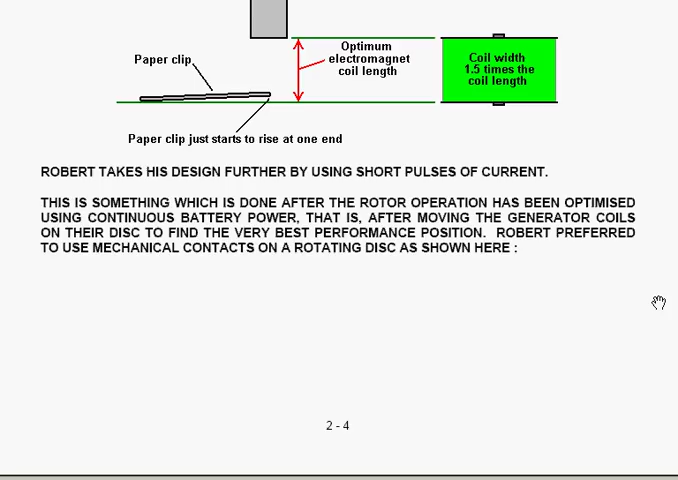 Optimum
electromagnet
coil length
Paper clip
Coil width
1.5 times the
coil length
Paper clip just starts to rise at one end
ROBERT TAKES HIS DESIGN FURTHER BY USING SHORT PULSES OF CURRENT.
THIS IS SOMETHING WHICH IS DONE AFTER THE ROTOR OPERATION HAS BEEN OPTIMISED
USING CONTINUOUS BATTERY POWER, THAT IS, AFTER MOVING THE GENERATOR COILS
ON THEIR DISC TO FIND THE VERY BEST PERFORMANCE POSITION. ROBERT PREFERRED
TO USE MECHANICAL CONTACTS ON A ROTATING DISC AS SHOWN HERE :
2 - 4